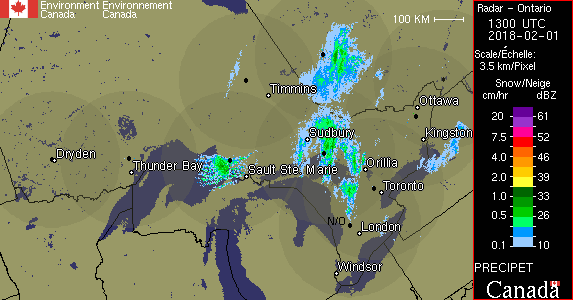 Environment Environnement
Canada Canada
100 KM
Timmins
Ottawa
Sudbury
Kingston
Dryden
Thunder Bay
Sault Ste. Marie
Orillia
Toronto
N/O
London
Windsor
Radar - Ontario
1300 UTC
2018-02-01
Scale/Échelle:
3.5 km/Pixel
Snow/Neige
cm/hr dBZ
20 61
7.5 52
4.0 46
2.0 39
1.0 33
0.5 26
0.1 10
PRECIPET
Canada